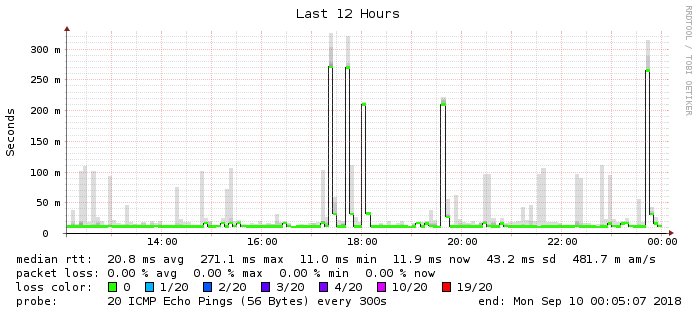 Last 12 Hours
RRDTOOL / TOBI OETIKER
Seconds
300 m
250 m
200 m
150 m
100 m
50 m
0
14:00 16:00 18:00 20:00 22:00 00:00
median rtt: 20.8 ms avg 271.1 ms max 11.0 ms min 11.9 ms now 43.2 ms sd 481.7 m am/s
packet loss: 0.00 % avg 0.00 % max 0.00 % min 0.00 % now
loss color: 0 1/20 2/20 3/20 4/20 10/20 19/20
probe: 20 ICMP Echo Pings (56 Bytes) every 300s end: Mon Sep 10 00:05:07 2018